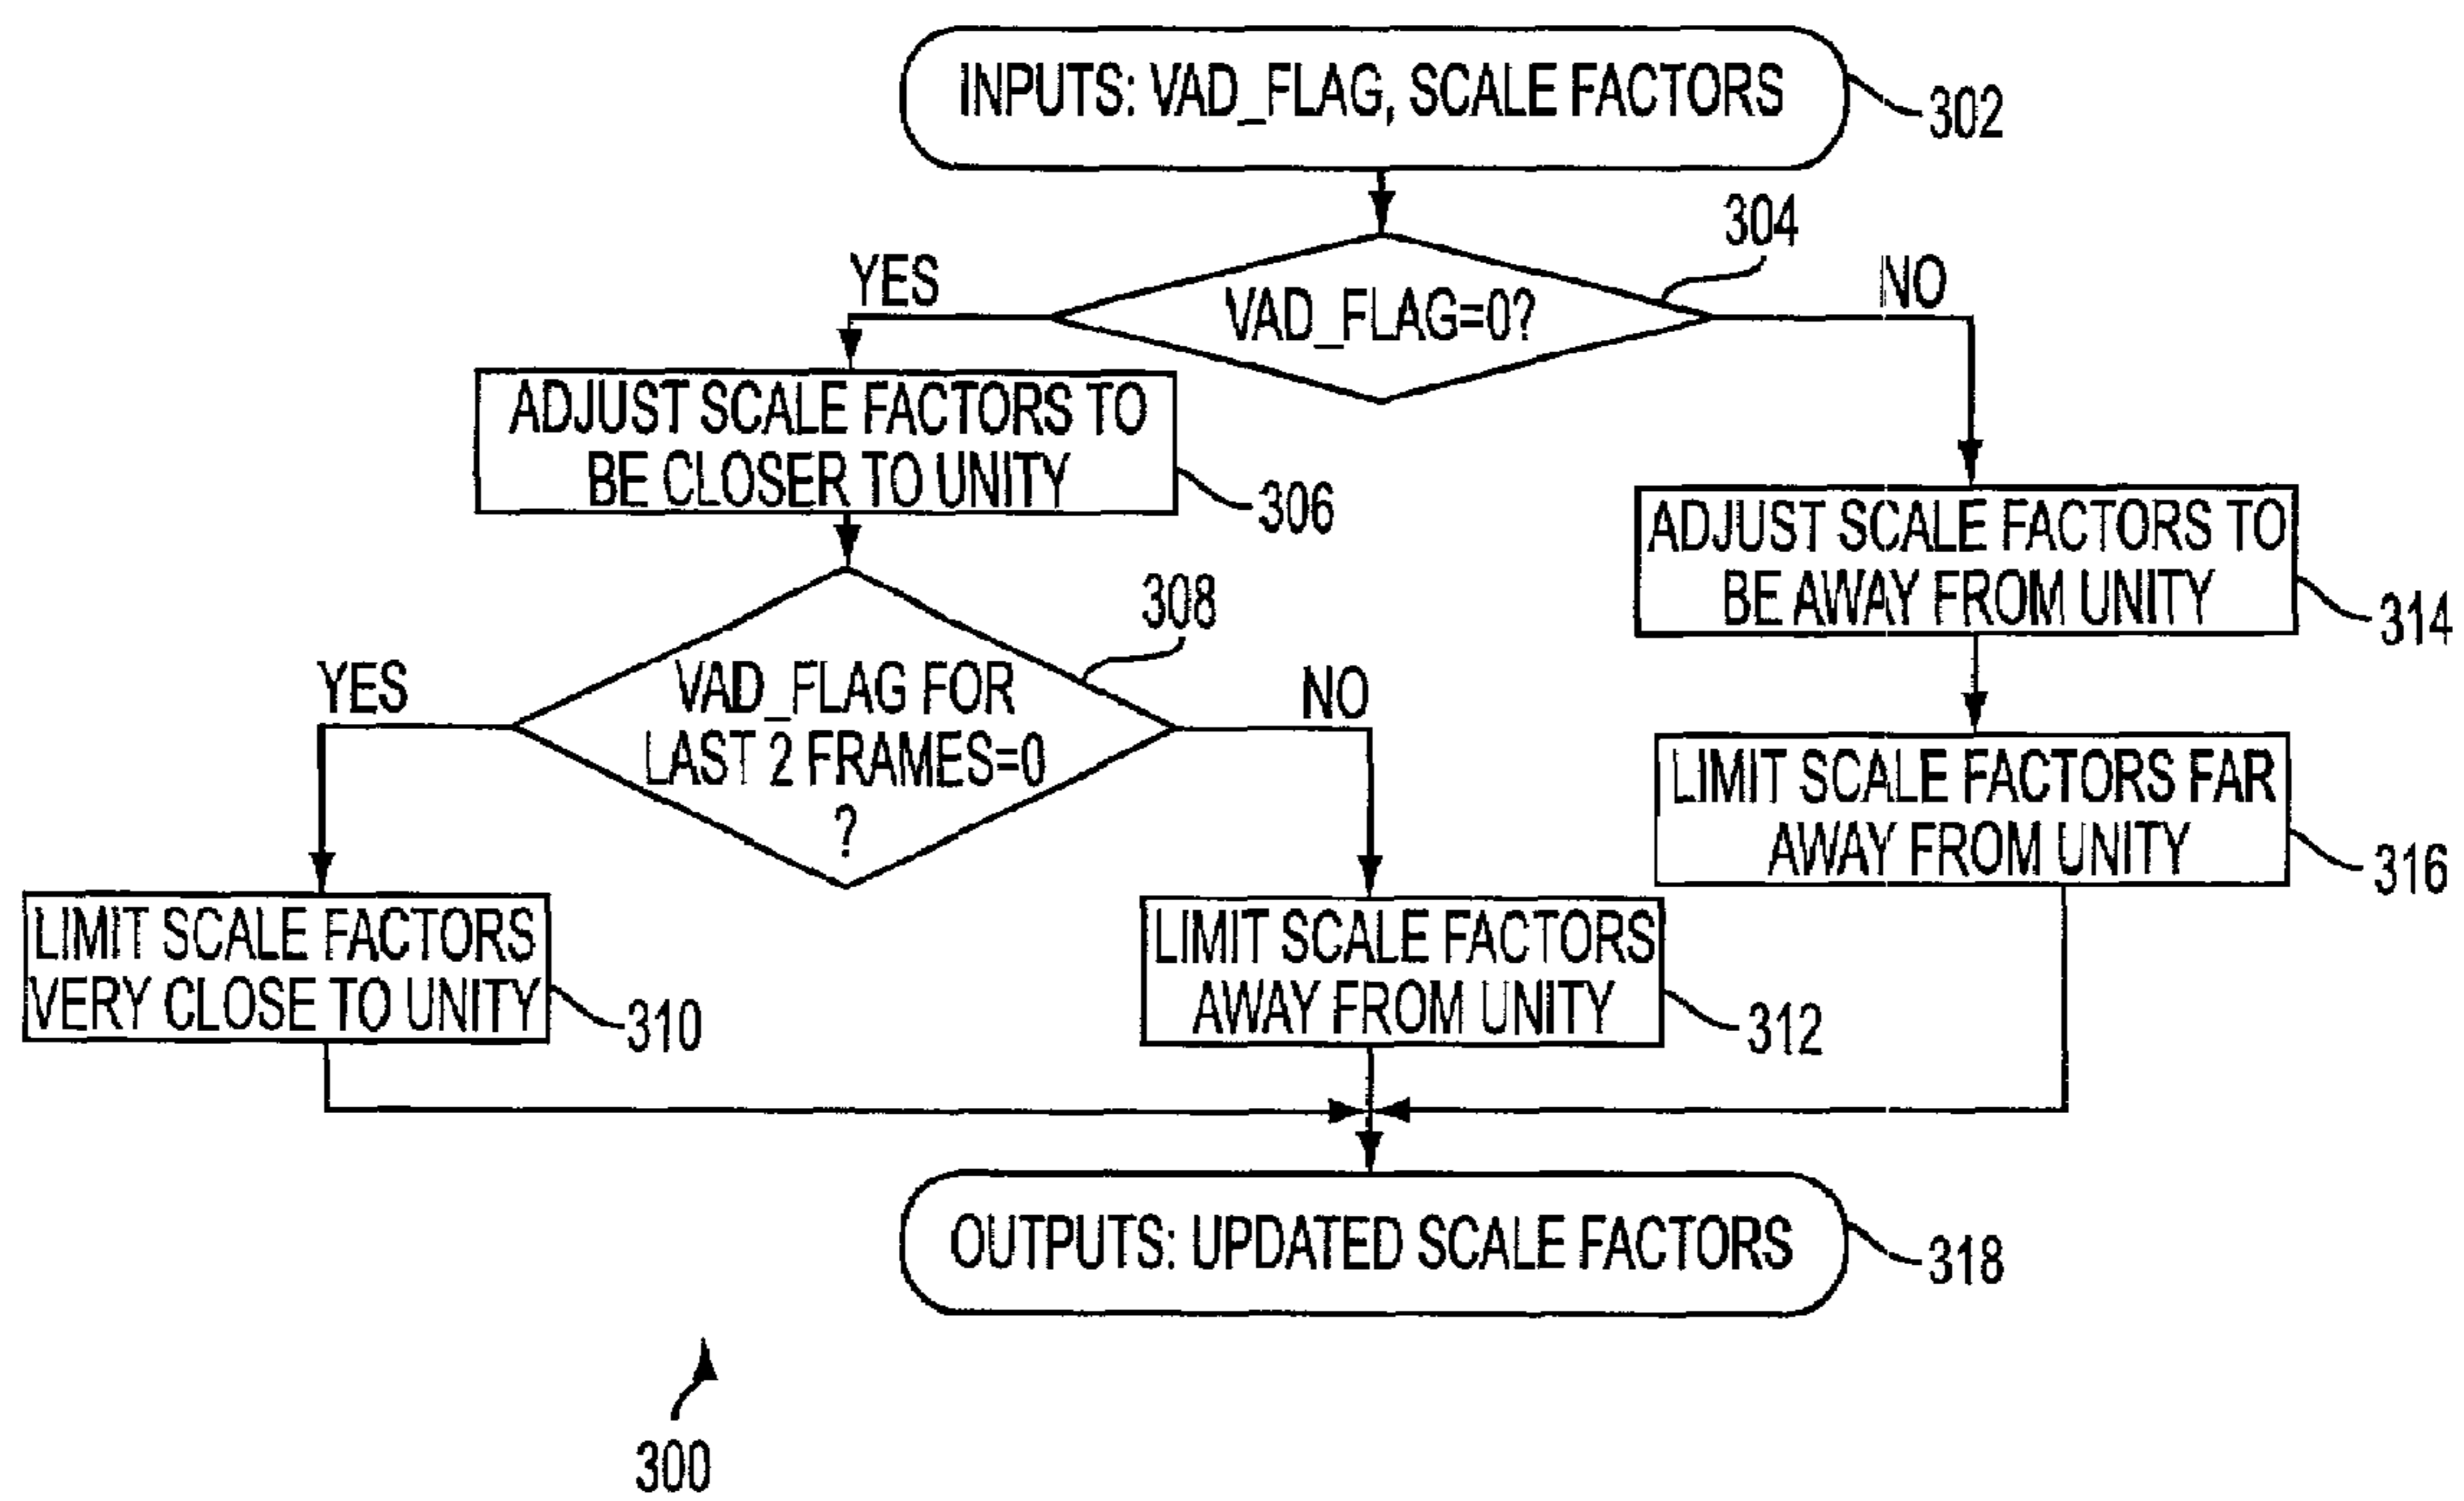 INPUTS: VAD_FLAG, SCALE FACTORS
302
304
YES
NO
VAD_FLAG=0?
ADJUST SCALE FACTORS TO
BE CLOSER TO UNITY
306
ADJUST SCALE FACTORS TO
BE AWAY FROM UNITY
314
308
YES
NO
VAD_FLAG FOR
LAST 2 FRAMES=0
?
LIMIT SCALE FACTORS FAR
AWAY FROM UNITY
316
LIMIT SCALE FACTORS
VERY CLOSE TO UNITY
310
LIMIT SCALE FACTORS
AWAY FROM UNITY
312
OUTPUTS: UPDATED SCALE FACTORS
318
300